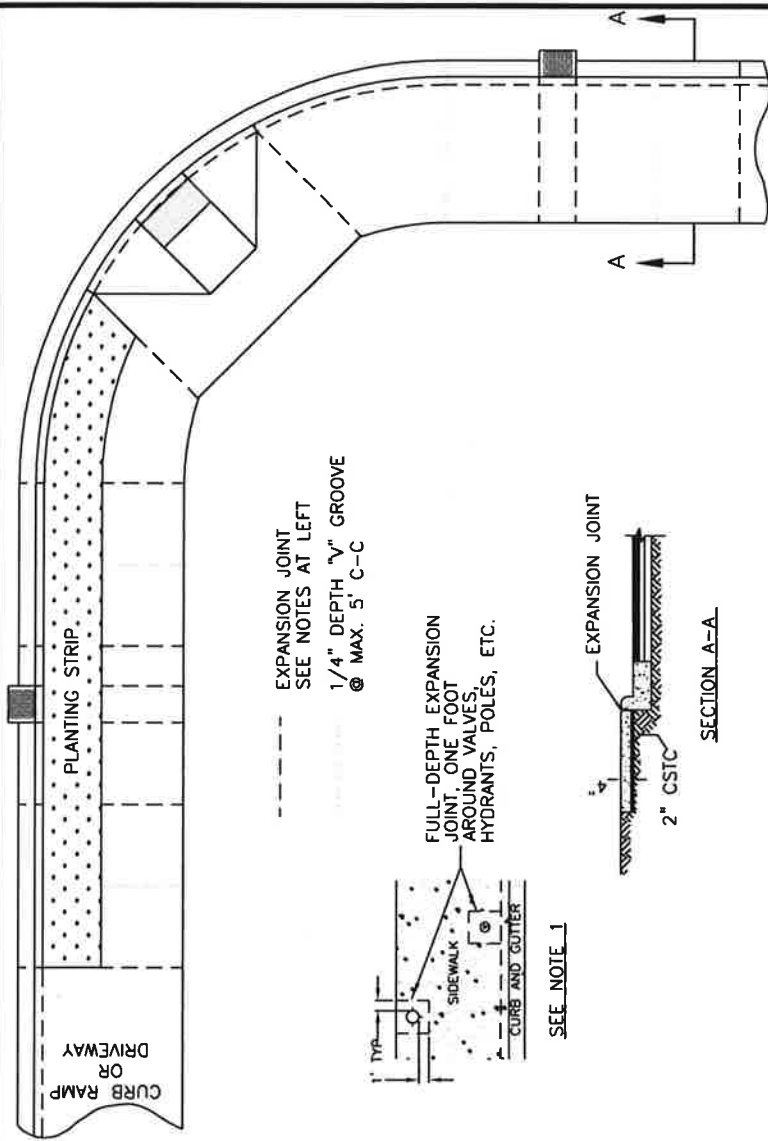 A
A
PLANTING STRIP
CURB RAMP
OR
DRIVEWAY
EXPANSION JOINT
SEE NOTES AT LEFT
1/4" DEPTH "V" GROOVE
@ MAX. 5' C-C
FULL-DEPTH EXPANSION
JOINT, ONE FOOT
AROUND VALVES,
HYDRANTS, POLES, ETC.
1' TYP
SIDEWALK
CURB AND GUTTER
SEE NOTE 1
EXPANSION JOINT
4"
2" CSTC
SECTION A-A